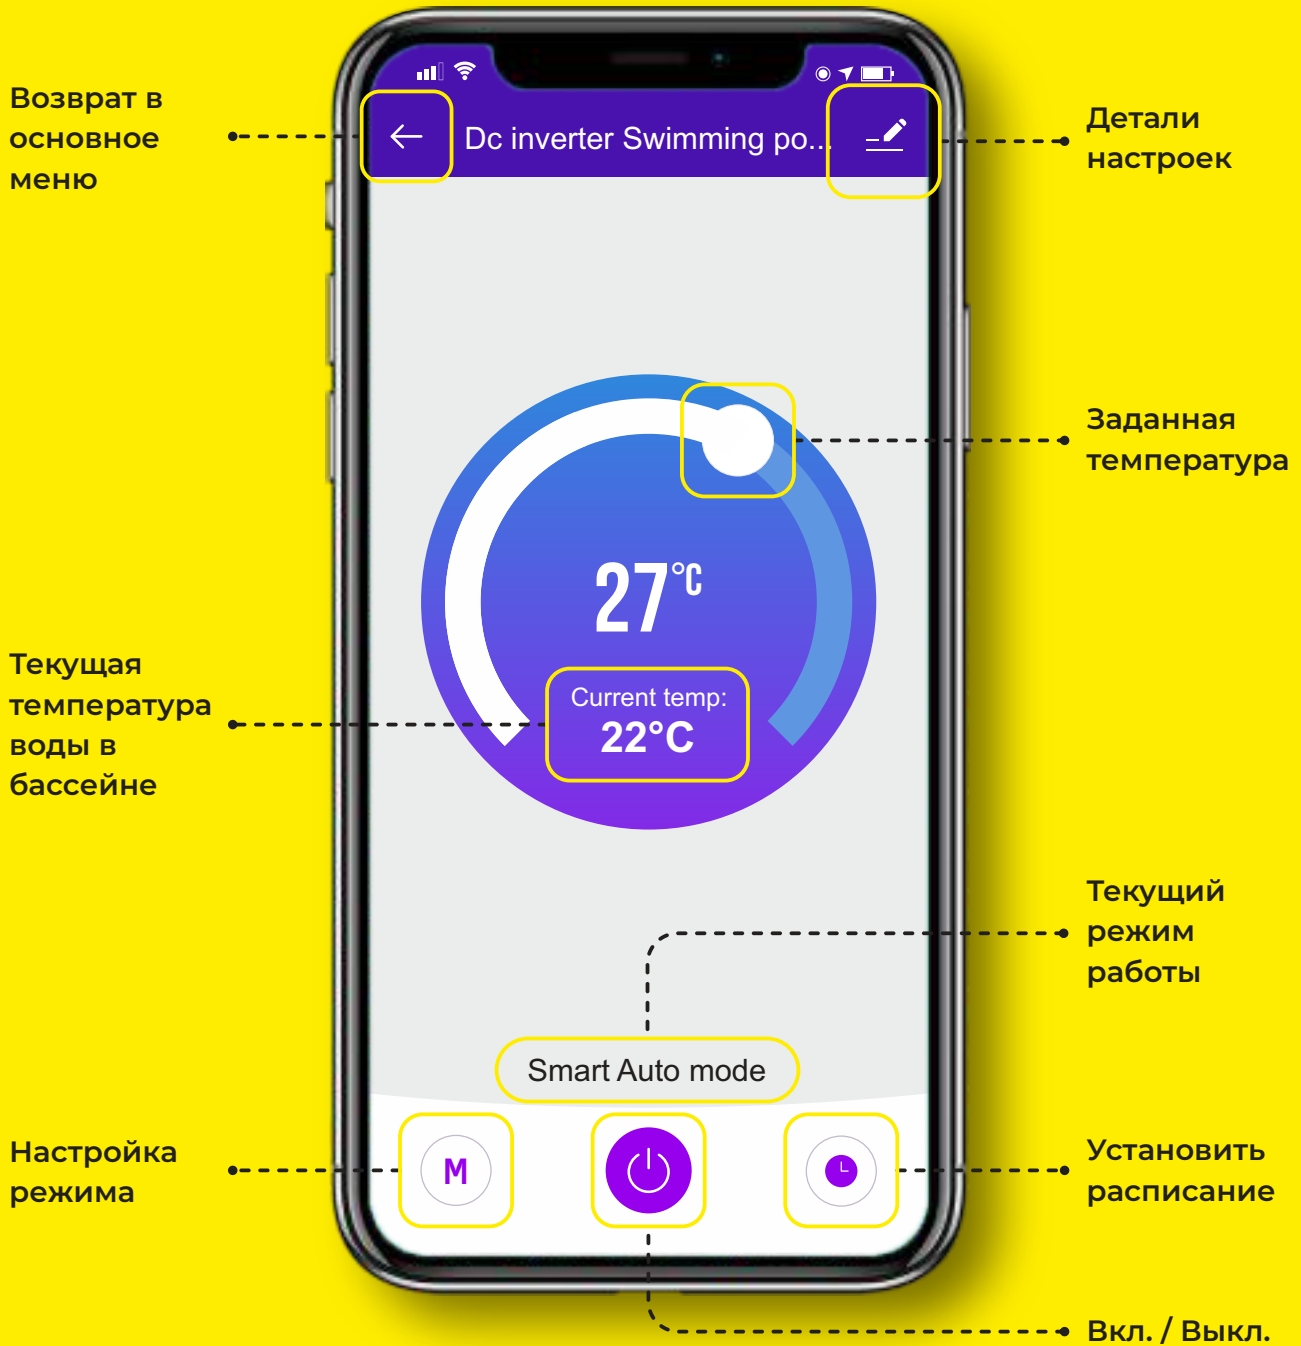 Возврат в
основное
меню
Dc inverter Swimming po...
Детали
настроек
Заданная
температура
27°C
Текущая
температура
воды в
бассейне
Current temp:
22°C
Текущий
режим
работы
Smart Auto mode
Настройка
режима
M
Установить
расписание
Вкл. / Выкл.